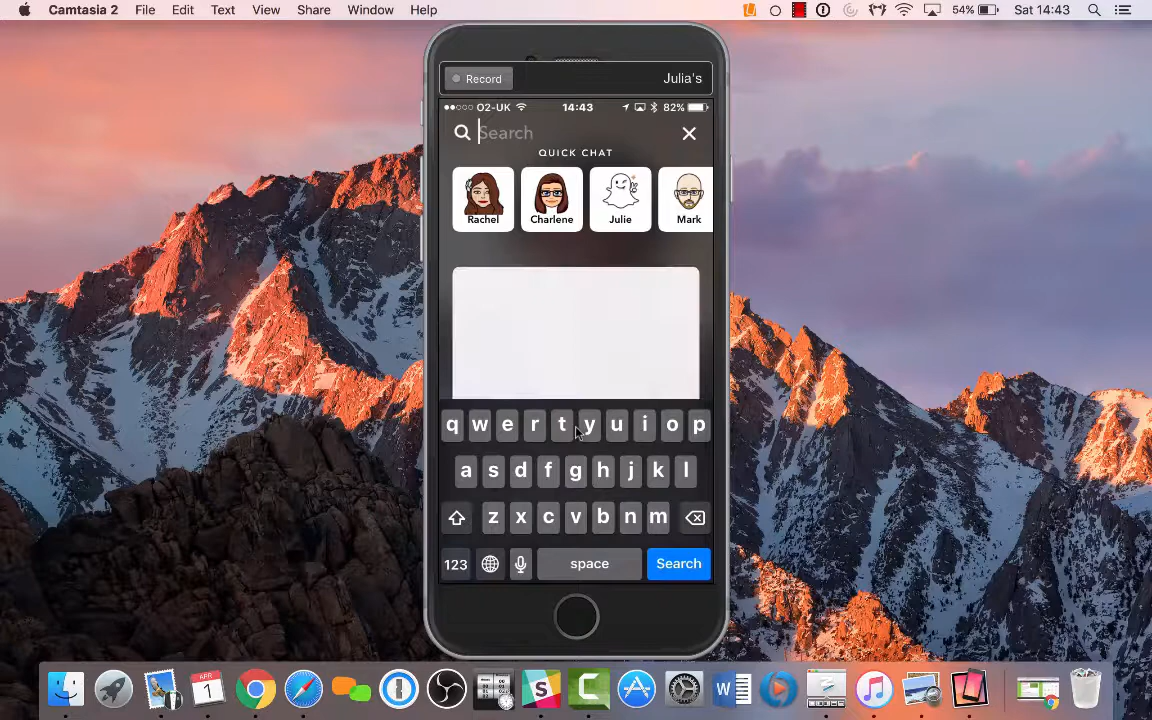 Camtasia 2 File Edit Text View Share Window Help 54% Sat 14:43
Record Julia's
O2-UK 14:43 82%
Search
QUICK CHAT
Rachel Charlene Julie Mark
q w e r t y u i o p
a s d f g h j k l
z x c v b n m
123 space Search